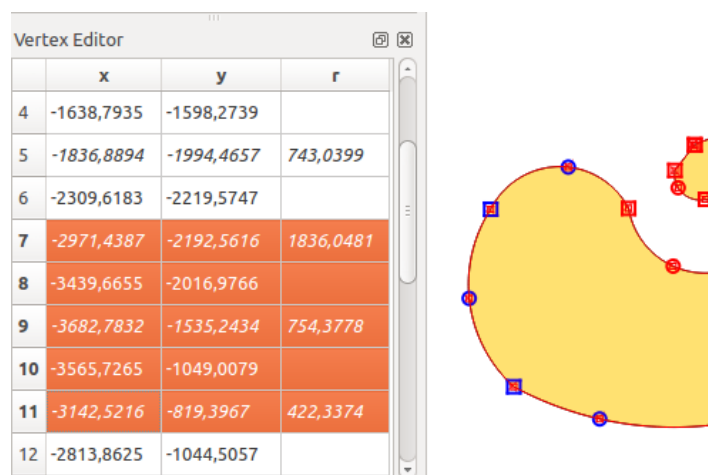 Vertex Editor
x y r
4 -1638,7935 -1598,2739
5 -1836,8894 -1994,4657 743,0399
6 -2309,6183 -2219,5747
7 -2971,4387 -2192,5616 1836,0481
8 -3439,6655 -2016,9766
9 -3682,7832 -1535,2434 754,3778
10 -3565,7265 -1049,0079
11 -3142,5216 -819,3967 422,3374
12 -2813,8625 -1044,5057